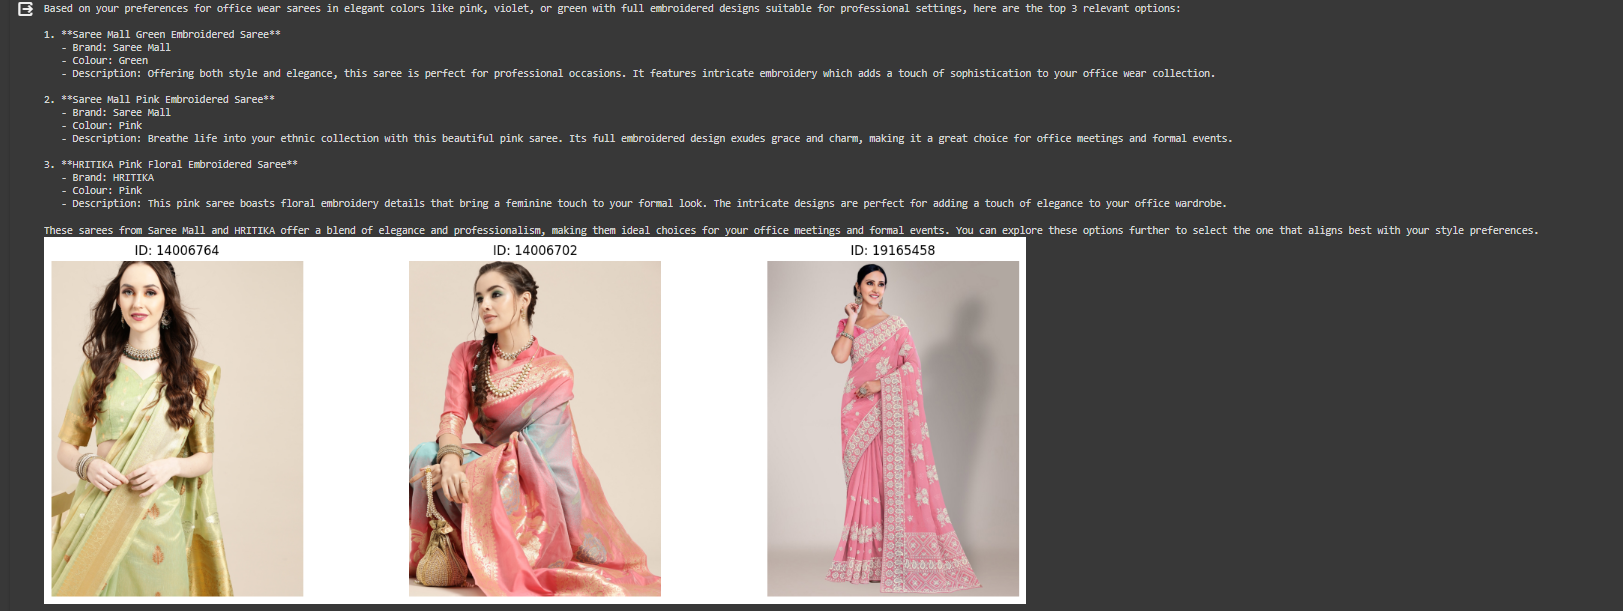 Based on your preferences for office wear sarees in elegant colors like pink, violet, or green with full embroidered designs suitable for professional settings, here are the top 3 relevant options:
1. **Saree Mall Green Embroidered Saree**
- Brand: Saree Mall
- Colour: Green
- Description: Offering both style and elegance, this saree is perfect for professional occasions. It features intricate embroidery which adds a touch of sophistication to your office wear collection.
2. **Saree Mall Pink Embroidered Saree**
- Brand: Saree Mall
- Colour: Pink
- Description: Breathe life into your ethnic collection with this beautiful pink saree. Its full embroidered design exudes grace and charm, making it a great choice for office meetings and formal events.
3. **HRITIKA Pink Floral Embroidered Saree**
- Brand: HRITIKA
- Colour: Pink
- Description: This pink saree boasts floral embroidery details that bring a feminine touch to your formal look. The intricate designs are perfect for adding a touch of elegance to your office wardrobe.
These sarees from Saree Mall and HRITIKA offer a blend of elegance and professionalism, making them ideal choices for your office meetings and formal events. You can explore these options further to select the one that aligns best with your style preferences.
ID: 14006764
ID: 14006702
ID: 19165458